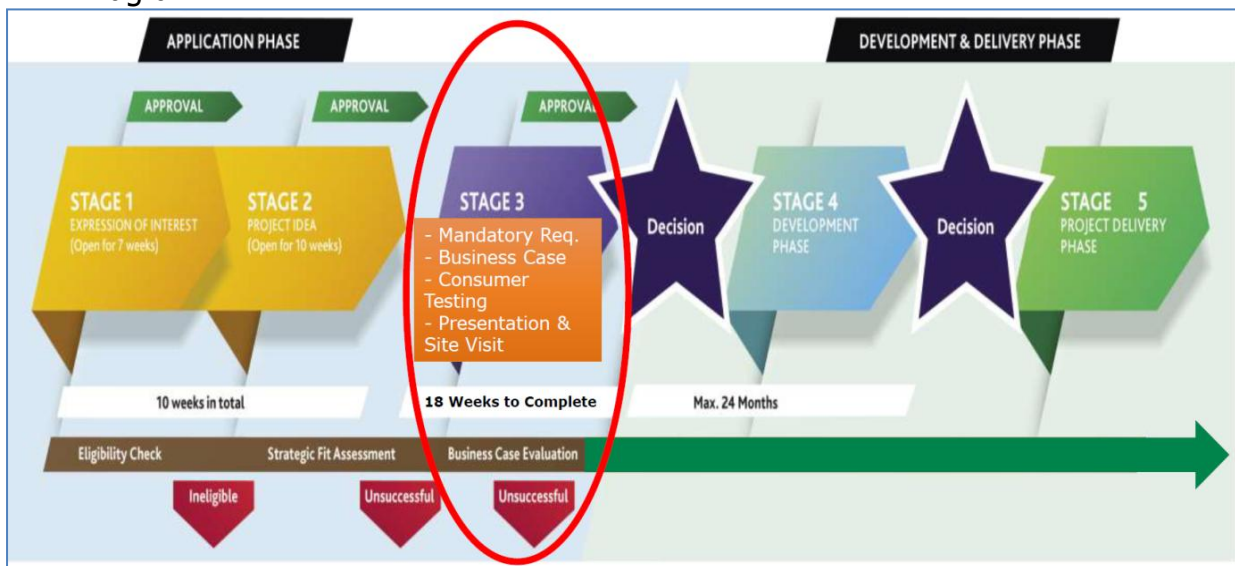 APPLICATION PHASE
DEVELOPMENT & DELIVERY PHASE
APPROVAL
APPROVAL
APPROVAL
STAGE 1
EXPRESSION OF INTEREST
(Open for 7 weeks)
STAGE 2
PROJECT IDEA
(Open for 10 weeks)
STAGE 3
- Mandatory Req.
- Business Case
- Consumer
Testing
- Presentation &
Site Visit
Decision
STAGE 4
DEVELOPMENT
PHASE
Decision
STAGE 5
PROJECT DELIVERY
PHASE
10 weeks in total
18 Weeks to Complete
Max. 24 Months
Eligibility Check
Strategic Fit Assessment
Business Case Evaluation
Ineligible
Unsuccessful
Unsuccessful